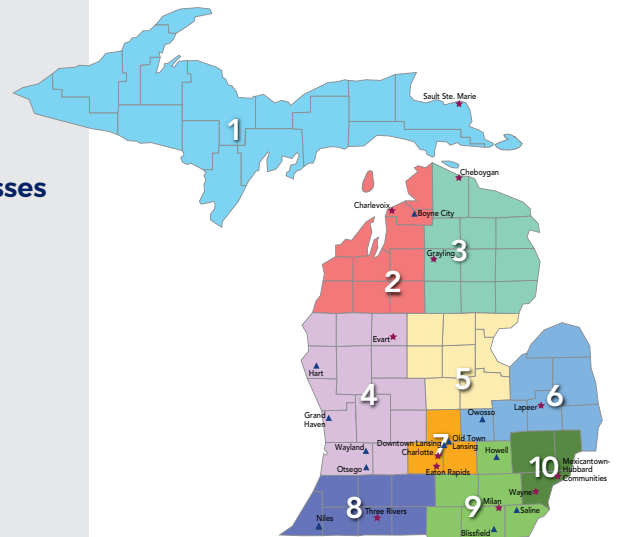 sses
Sault Ste. Marie
1
Cheboygan
Charlevoix
Boyne City
Grayling
3
2
Evart
Hart
4
5
6
Lapeer
Grand
Haven
Owosso
Wayland
Downtown Lansing
7
Old Town
Lansing
Charlotte
Howell
Otsego
Eaton Rapids
10
Mexicantown-
Hubbard
Communities
Wayne
8
Three Rivers
9
Milan
Saline
Niles
Blissfield